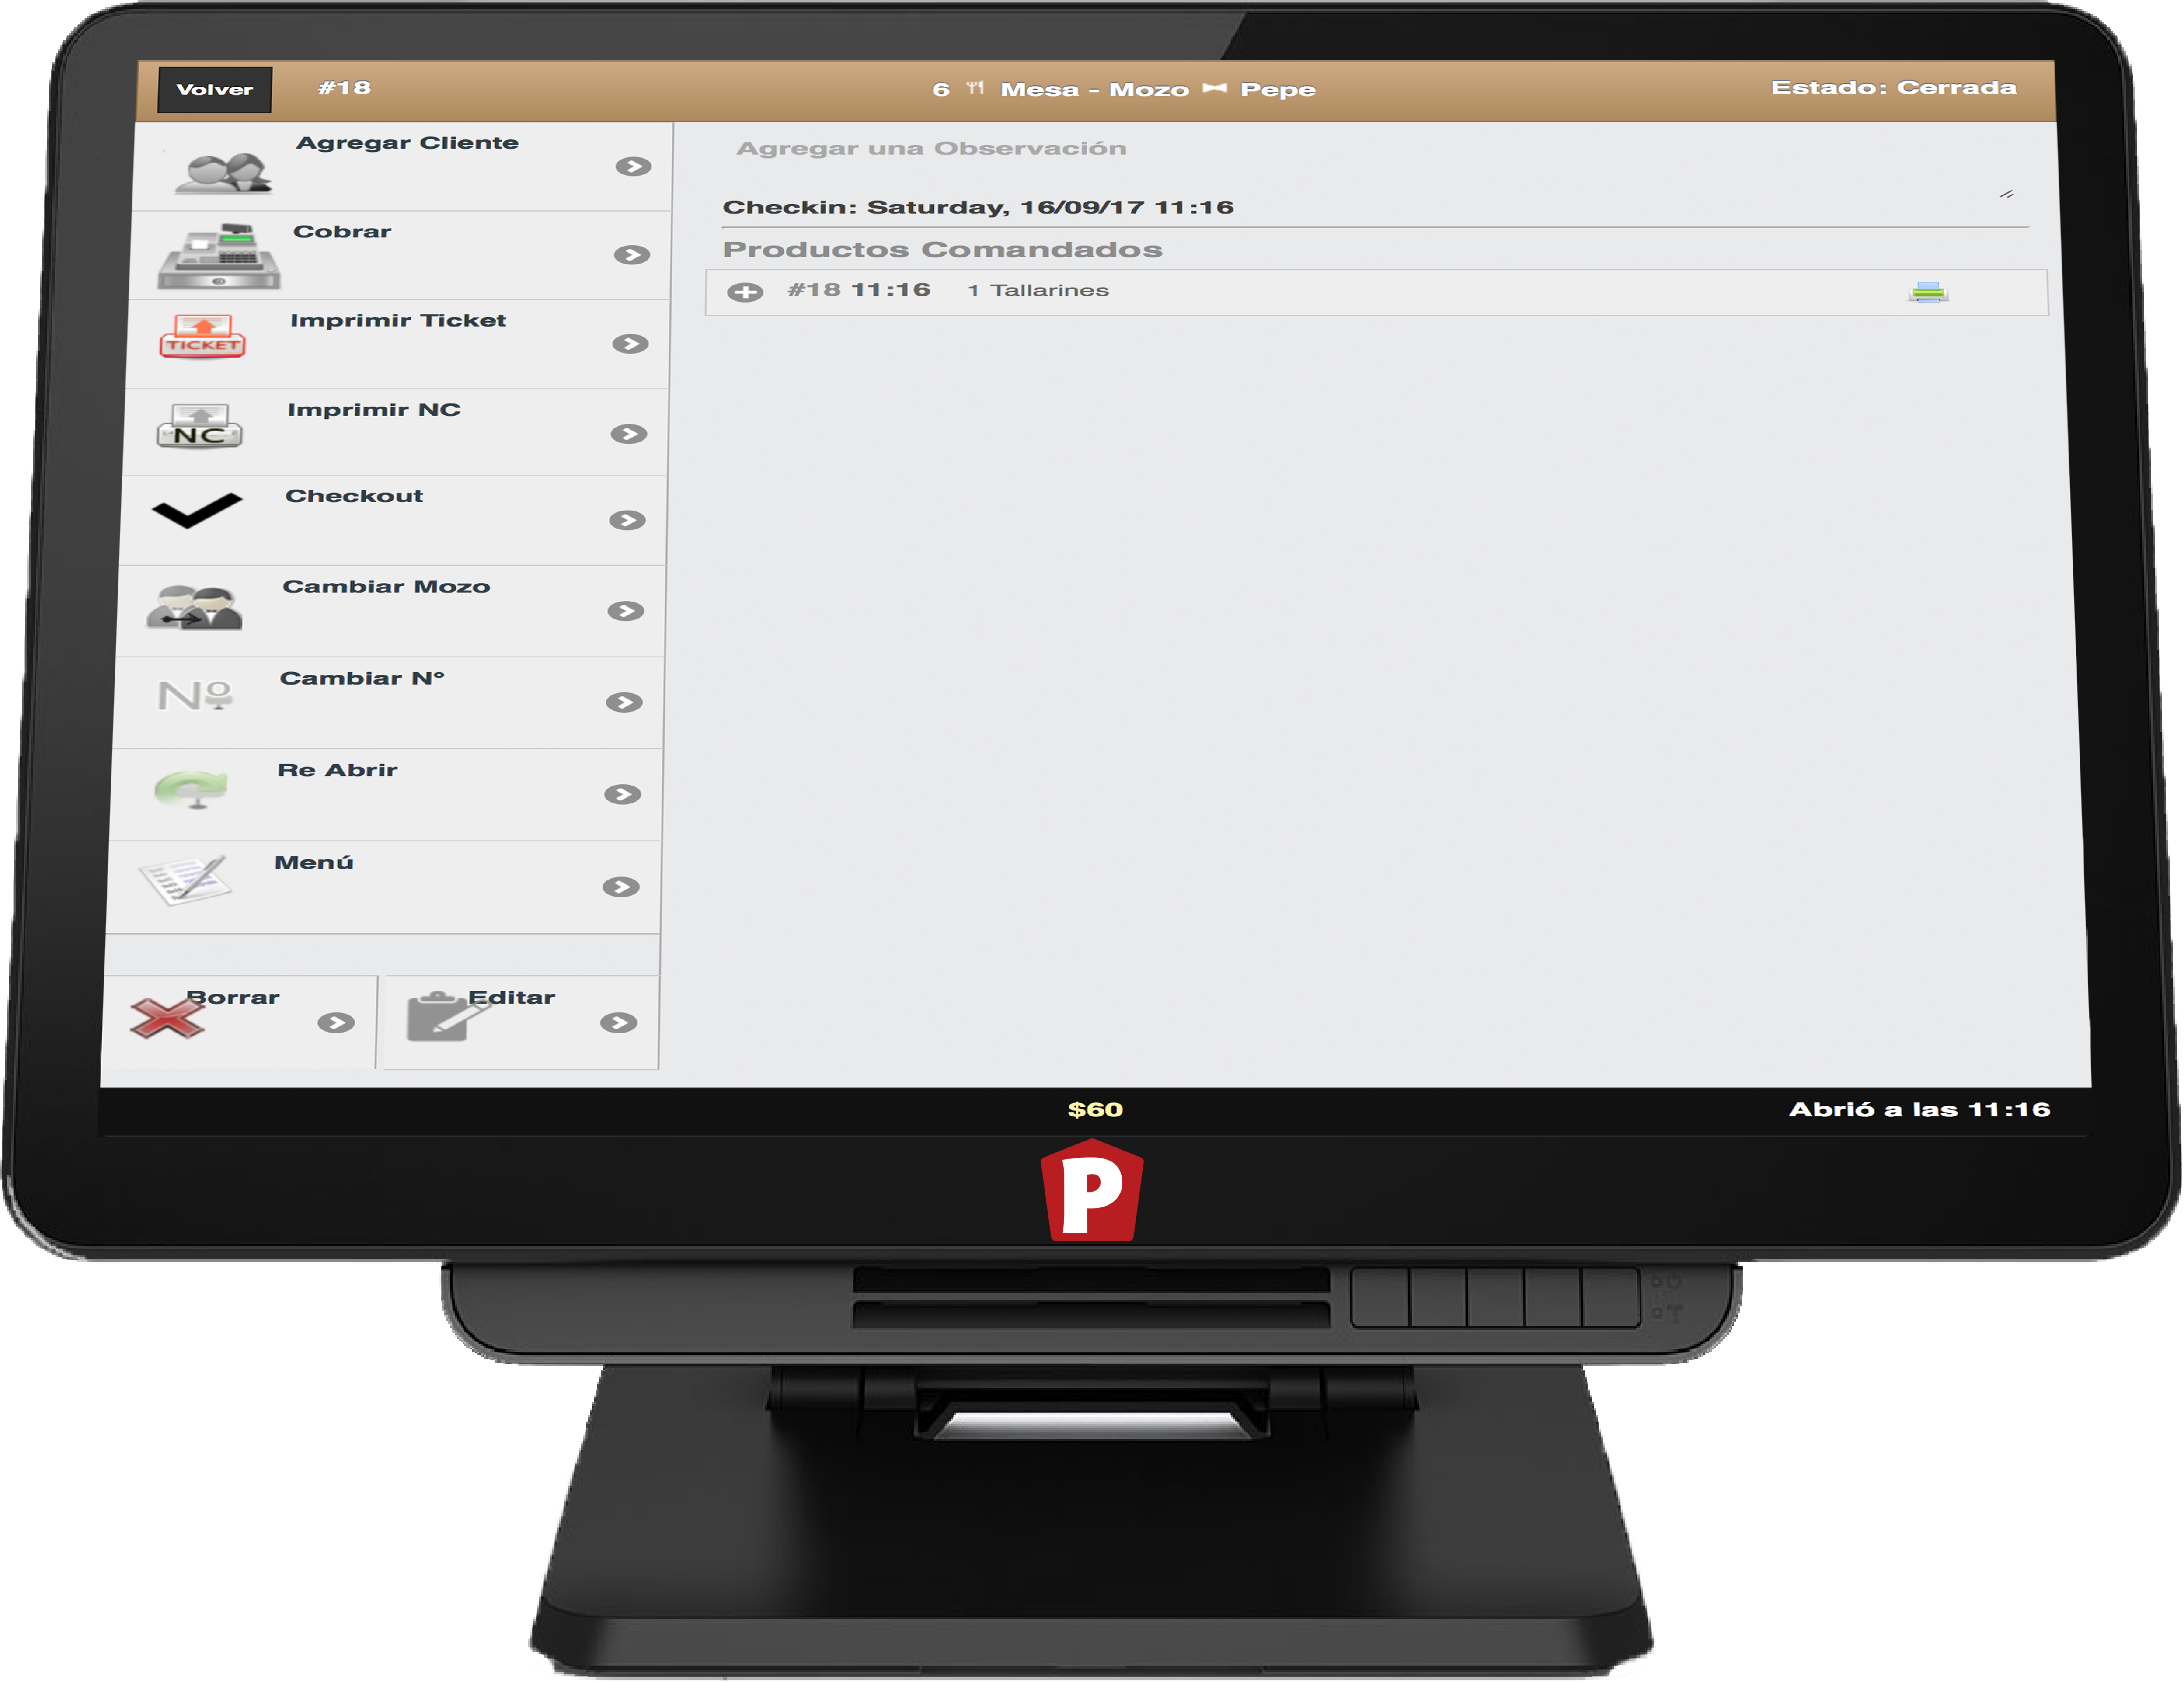 Volver #18 6 Mesa - Mozo Pepe Estado: Cerrada
Agregar Cliente
Cobrar
Imprimir Ticket
TICKET
Imprimir NC
NC
Checkout
Cambiar Mozo
Cambiar Nº
Nº
Re Abrir
Menú
Borrar
Editar
Agregar una Observación
Checkin: Saturday, 16/09/17 11:16
Productos Comandados
#18 11:16 1 Tallarines
$60
Abrió a las 11:16
P